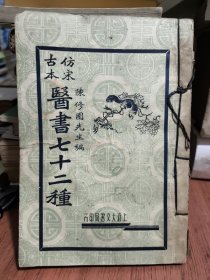 仿宋
古本
醫書七十二種
陳修園先生編
上海大文書局印行